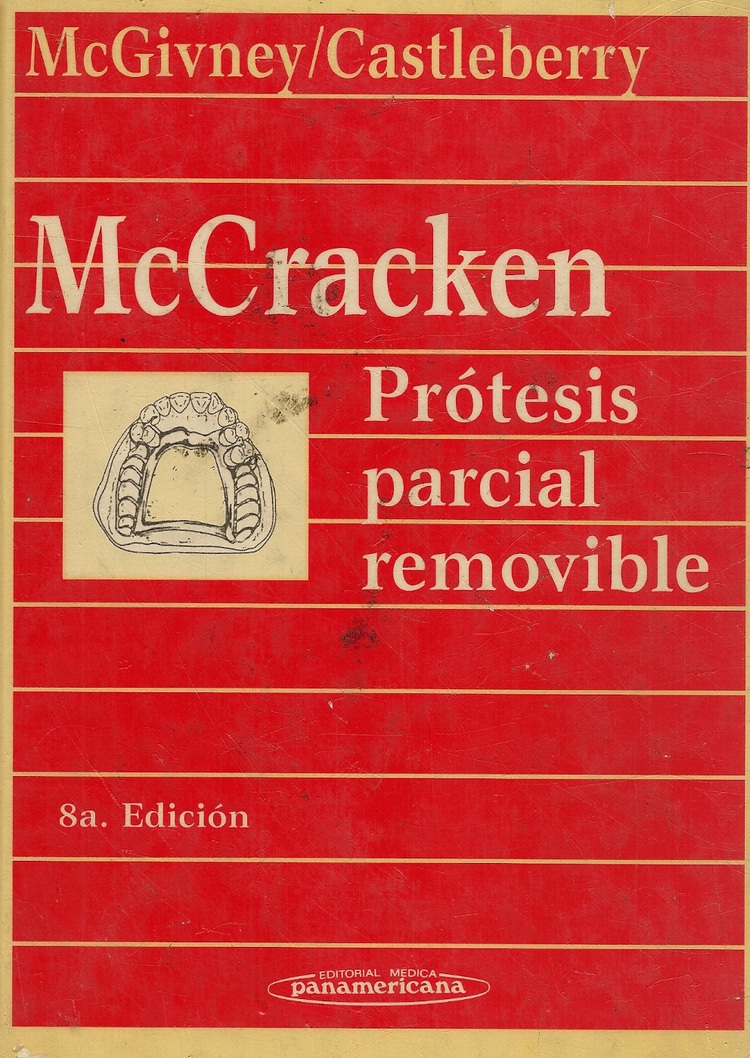 McGivney/Castleberry
McCracken
Prótesis
parcial
removible
8a. Edición
EDITORIAL MEDICA
panamericana